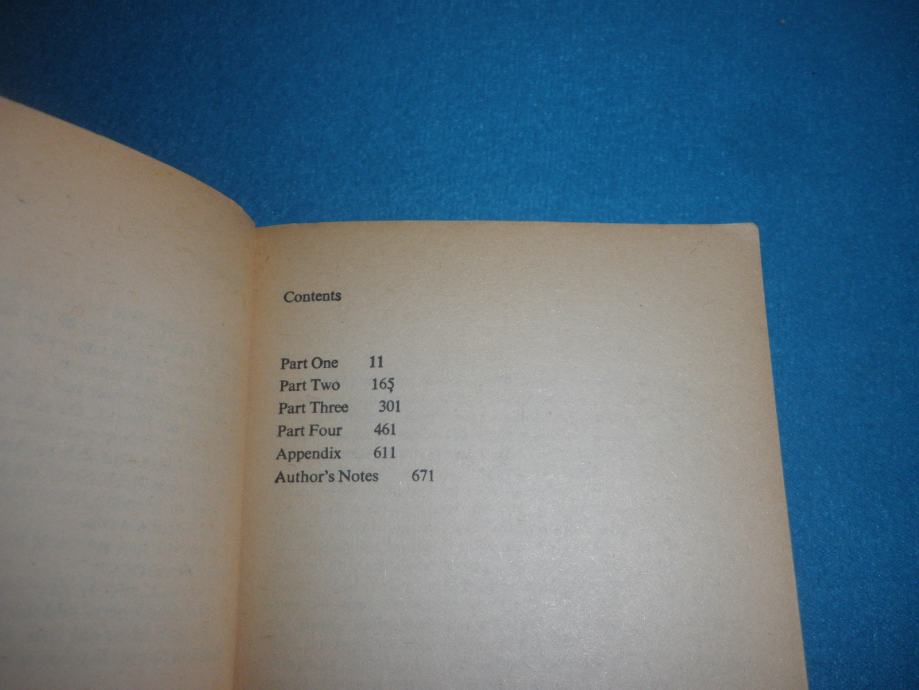 Contents
Part One 11
Part Two 165
Part Three 301
Part Four 461
Appendix 611
Author's Notes 671